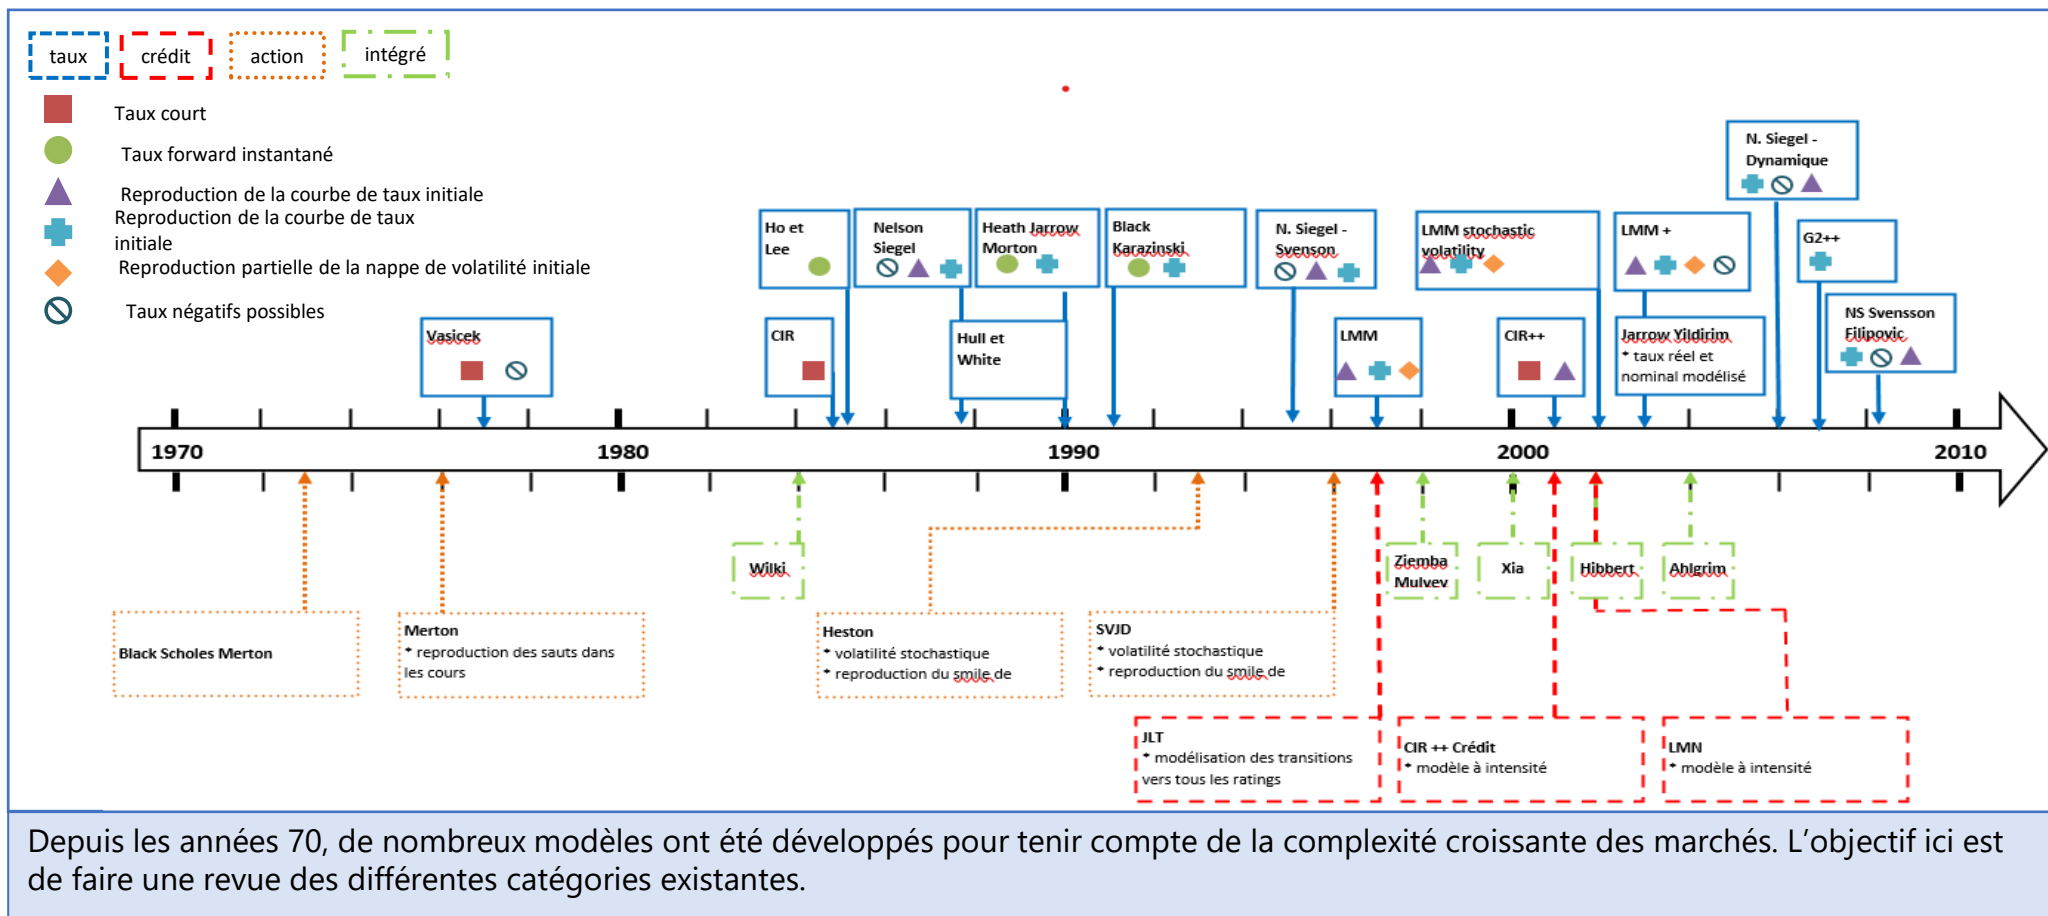 taux
crédit
action
intégré
Taux court
Taux forward instantané
Reproduction de la courbe de taux initiale
Reproduction de la courbe de taux
initiale
Reproduction partielle de la nappe de volatilité initiale
Taux négatifs possibles
N. Siegel -
Dynamique
Ho et
Lee
Nelson
Siegel
Heath Jarrow
Morton
Black
Karazinski
N. Siegel -
Svenson
LMM stochastic
volatility
LMM +
G2++
Vasicek
CIR
Hull et
White
LMM
CIR++
Jarrow Yildirim
* taux réel et
nominal modélisé
NS Svensson
Filipovic
1970
1980
1990
2000
2010
Wilki
Ziemba
Mulvev
Xia
Hibbert
Ahlgrim
Black Scholes Merton
Merton
* reproduction des sauts dans
les cours
Heston
* volatilité stochastique
* reproduction du smile de
SVJD
* volatilité stochastique
* reproduction du smile de
JLT
* modélisation des transitions
vers tous les ratings
CIR ++ Crédit
* modèle à intensité
LMN
* modèle à intensité
Depuis les années 70, de nombreux modèles ont été développés pour tenir compte de la complexité croissante des marchés. L’objectif ici est
de faire une revue des différentes catégories existantes.